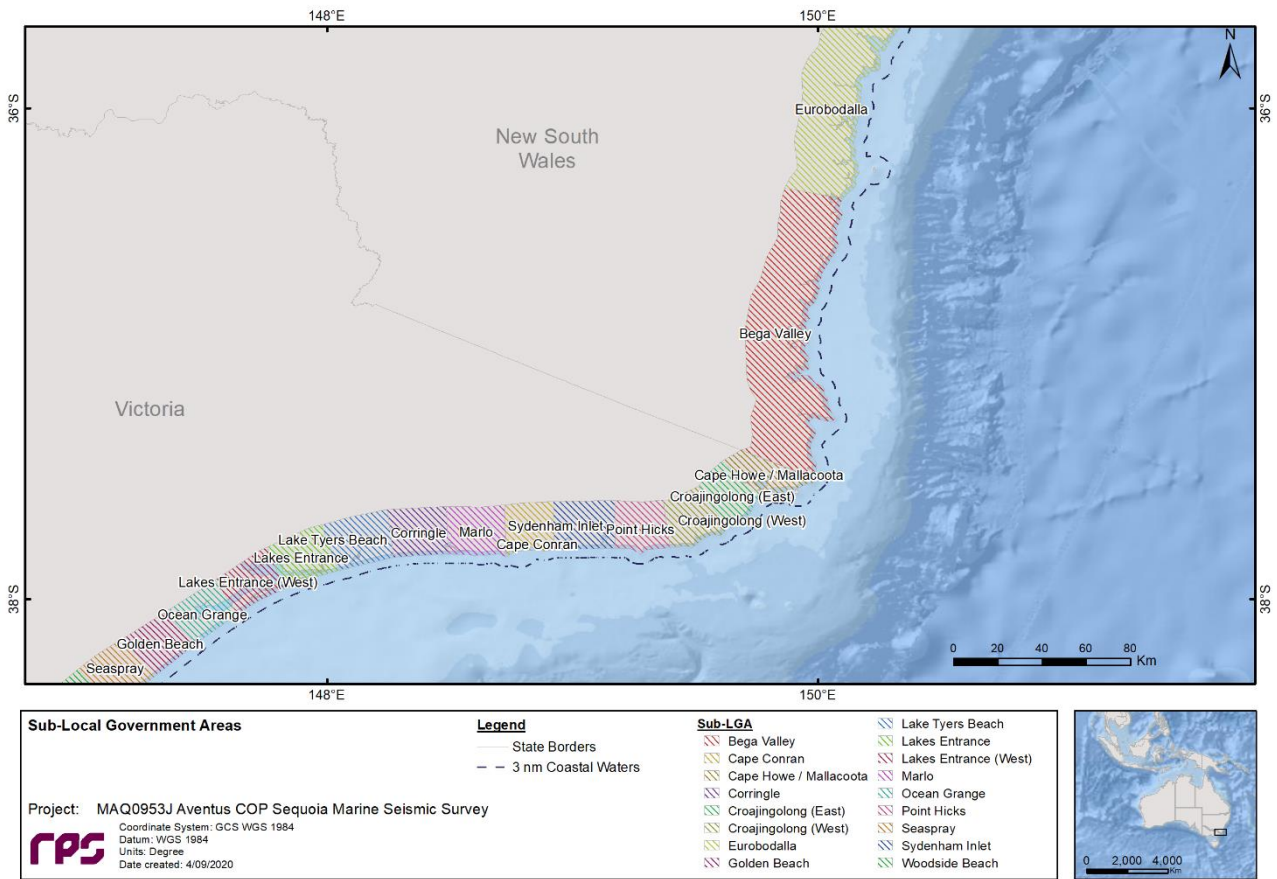 148°E
150°E
N
36°S
36°S
Eurobodalla
New South
Wales
Bega Valley
Victoria
Cape Howe / Mallacoota
Croajingolong (East)
Croajingolong (West)
Sydenham Inlet
Point Hicks
Marlo
Corringle
Cape Conran
Lake Tyers Beach
Lakes Entrance
Lakes Entrance (West)
38°S
38°S
Ocean Grange
Golden Beach
Seaspray
0 20 40 60 80
Km
148°E
150°E
Sub-Local Government Areas
Legend
State Borders
3 nm Coastal Waters
Sub-LGA
Bega Valley
Cape Conran
Cape Howe / Mallacoota
Corringle
Croajingolong (East)
Croajingolong (West)
Eurobodalla
Golden Beach
Lake Tyers Beach
Lakes Entrance
Lakes Entrance (West)
Marlo
Ocean Grange
Point Hicks
Seaspray
Sydenham Inlet
Woodside Beach
Project: MAQ0953J Aventus COP Sequoia Marine Seismic Survey
rps
Coordinate System: GCS WGS 1984
Datum: WGS 1984
Units: Degree
Date created: 4/09/2020
0 2,000 4,000
Km